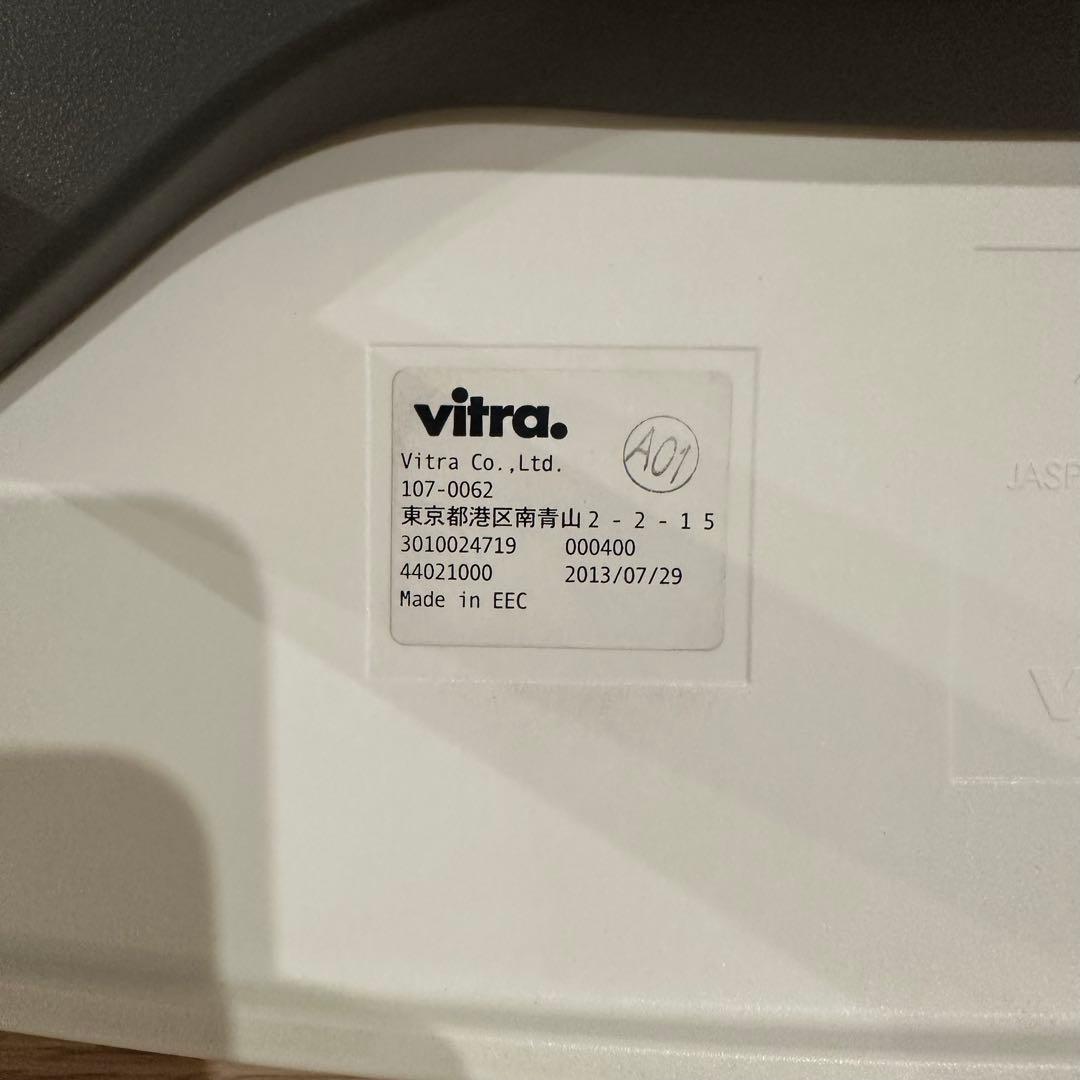 vitra.
A01
Vitra Co.,Ltd.
107-0062
東京都港区南青山2-2-15
3010024719 000400
44021000 2013/07/29
Made in EEC